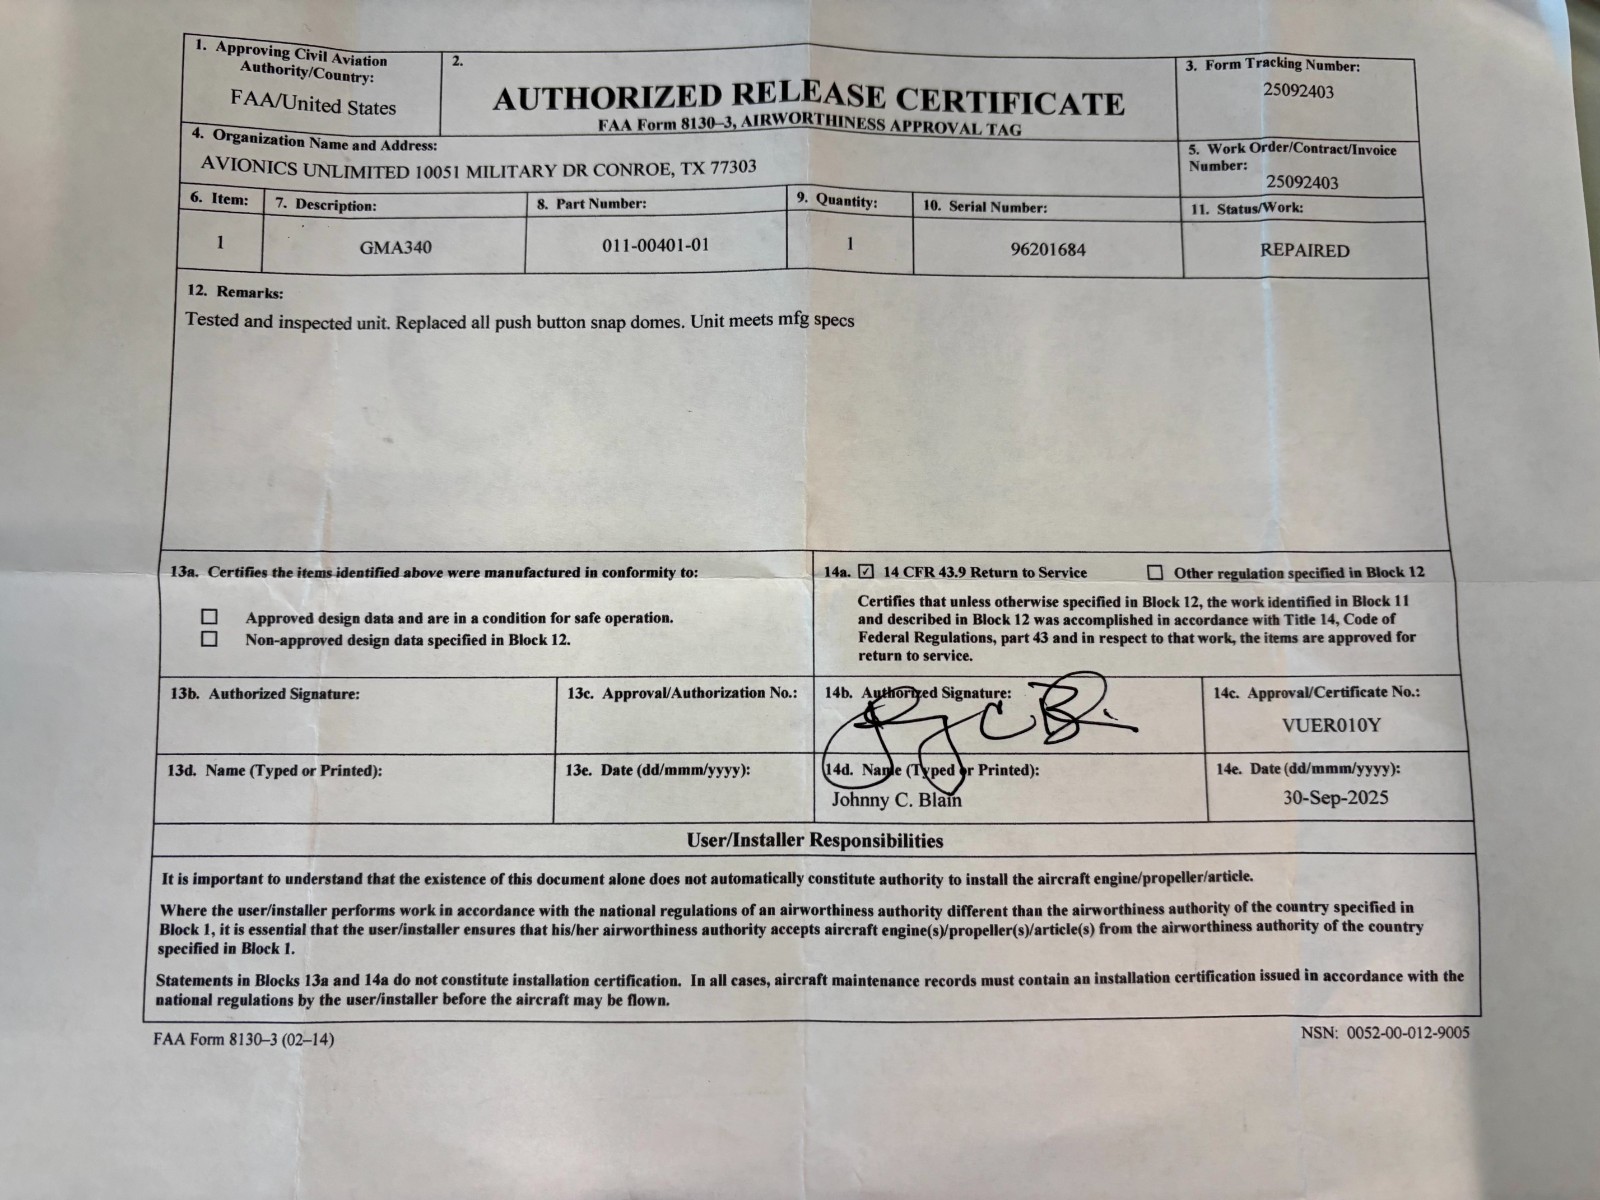 1. Approving Civil Aviation
Authority/Country:
FAA/United States
2.
AUTHORIZED RELEASE CERTIFICATE
FAA Form 8130–3, AIRWORTHINESS APPROVAL TAG
3. Form Tracking Number:
25092403
4. Organization Name and Address:
AVIONICS UNLIMITED 10051 MILITARY DR CONROE, TX 77303
5. Work Order/Contract/Invoice
Number:
25092403
6. Item:
7. Description:
8. Part Number:
9. Quantity:
10. Serial Number:
11. Status/Work:
1
GMA340
011-00401-01
1
96201684
REPAIRED
12. Remarks:
Tested and inspected unit. Replaced all push button snap domes. Unit meets mfg specs
13a. Certifies the items identified above were manufactured in conformity to:
☐ Approved design data and are in a condition for safe operation.
☐ Non-approved design data specified in Block 12.
14a. ☑ 14 CFR 43.9 Return to Service ☐ Other regulation specified in Block 12
Certifies that unless otherwise specified in Block 12, the work identified in Block 11
and described in Block 12 was accomplished in accordance with Title 14, Code of
Federal Regulations, part 43 and in respect to that work, the items are approved for
return to service.
13b. Authorized Signature:
13c. Approval/Authorization No.:
14b. Authorized Signature:
14c. Approval/Certificate No.:
VUER010Y
13d. Name (Typed or Printed):
13e. Date (dd/mmm/yyyy):
14d. Name (Typed or Printed):
Johnny C. Blain
14e. Date (dd/mmm/yyyy):
30-Sep-2025
User/Installer Responsibilities
It is important to understand that the existence of this document alone does not automatically constitute authority to install the aircraft engine/propeller/article.
Where the user/installer performs work in accordance with the national regulations of an airworthiness authority different than the airworthiness authority of the country specified in
Block 1, it is essential that the user/installer ensures that his/her airworthiness authority accepts aircraft engine(s)/propeller(s)/article(s) from the airworthiness authority of the country
specified in Block 1.
Statements in Blocks 13a and 14a do not constitute installation certification. In all cases, aircraft maintenance records must contain an installation certification issued in accordance with the
national regulations by the user/installer before the aircraft may be flown.
FAA Form 8130–3 (02–14)
NSN: 0052-00-012-9005